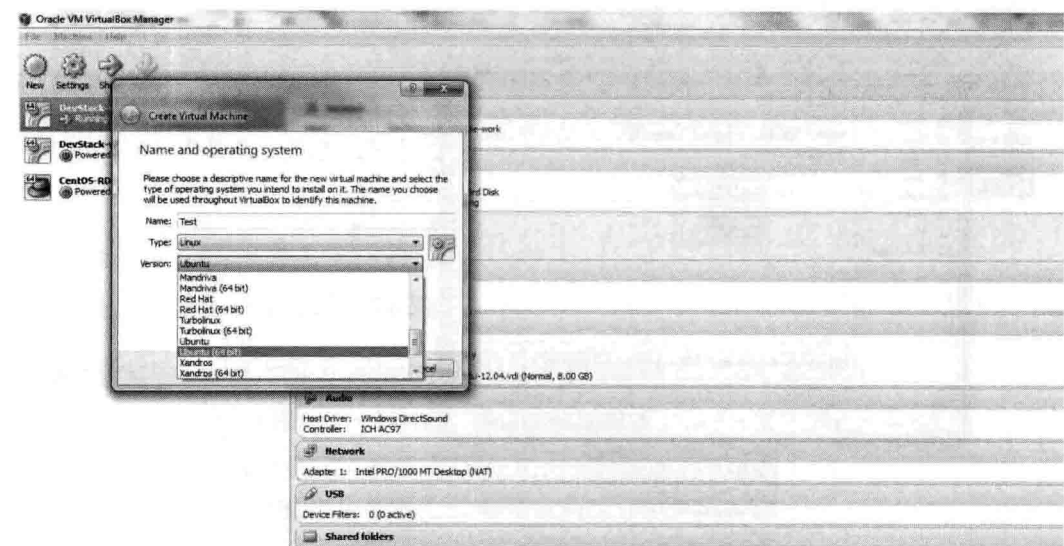 Oracle VM VirtualBox Manager
File Machine Help
New Settings
DevStack
Running
DevStack
Powered
CentOS-RD
Powered
Create Virtual Machine
Name and operating system
Please choose a descriptive name for the new virtual machine and select the
type of operating system you intend to install on it. The name you choose
will be used throughout VirtualBox to identify this machine.
Name: Test
Type: Linux
Version: Ubuntu
Mandriva
Mandriva (64 bit)
Red Hat
Red Hat (64 bit)
Turbolinux
Turbolinux (64 bit)
Ubuntu
Ubuntu (64 bit)
Xandros
Xandros (64 bit)
-12.04.vdi (Normal, 8.00 GB)
Audio
Host Driver: Windows DirectSound
Controller: ICH AC97
Network
Adapter 1: Intel PRO/1000 MT Desktop (NAT)
USB
Device Filters: 0 (0 active)
Shared folders